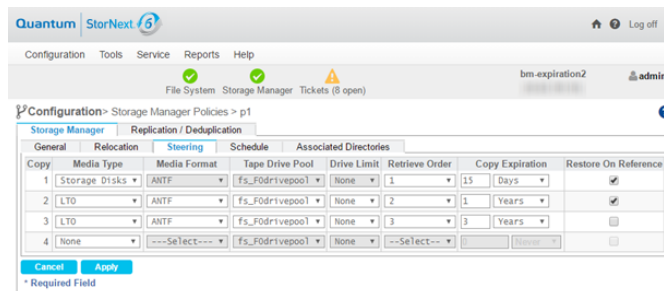 Quantum StorNext 6 Log off
Configuration Tools Service Reports Help
bm-expiration2 admin
File System Storage Manager Tickets (8 open)
Configuration> Storage Manager Policies > p1
Storage Manager Replication / Deduplication
General Relocation Steering Schedule Associated Directories
Copy Media Type Media Format Tape Drive Pool Drive Limit Retrieve Order Copy Expiration Restore On Reference
1 Storage Disks ANTF fs_F0drivepool None 1 15 Days
2 LTO ANTF fs_F0drivepool None 2 1 Years
3 LTO ANTF fs_F0drivepool None 3 3 Years
4 None ---Select--- fs_F0drivepool None --Select-- 0 Never
Cancel Apply
* Required Field